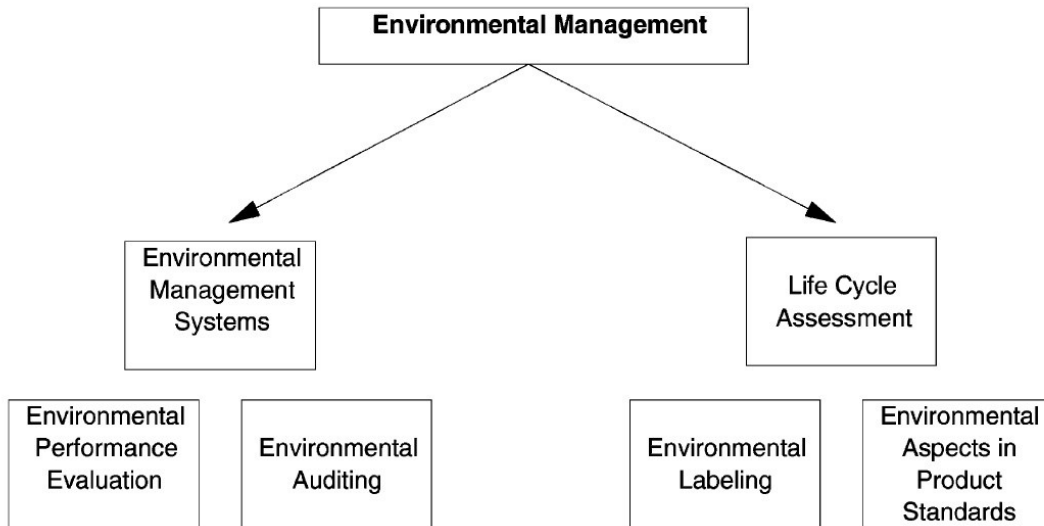 Environmental Management
Environmental
Management
Systems
Life Cycle
Assessment
Environmental
Performance
Evaluation
Environmental
Auditing
Environmental
Labeling
Environmental
Aspects in
Product
Standards